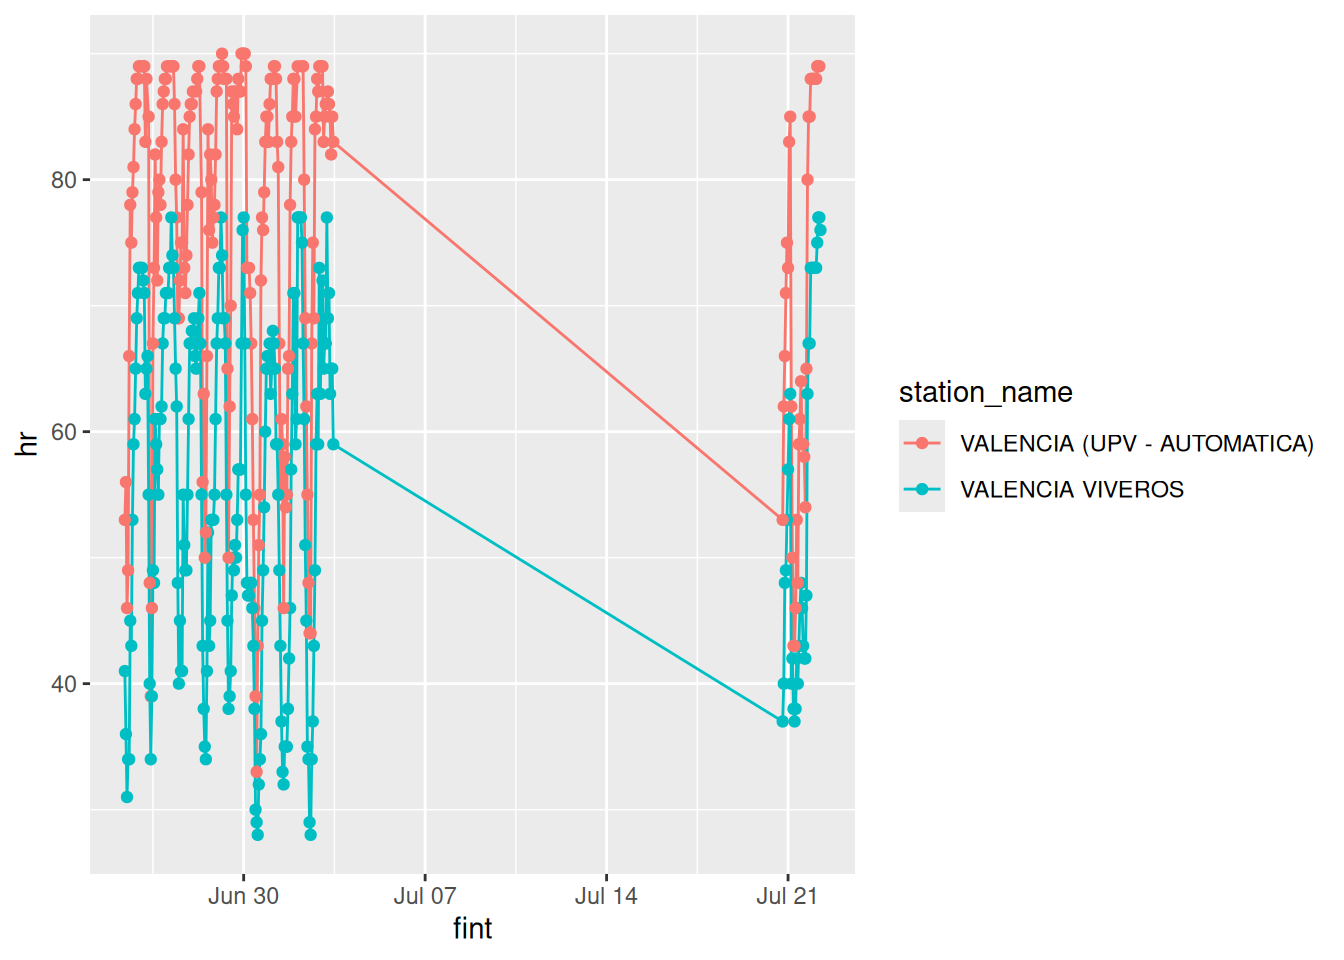 80
60
40
hr
Jun 30
Jul 07
Jul 14
Jul 21
fint
station_name
VALENCIA (UPV - AUTOMATICA)
VALENCIA VIVEROS